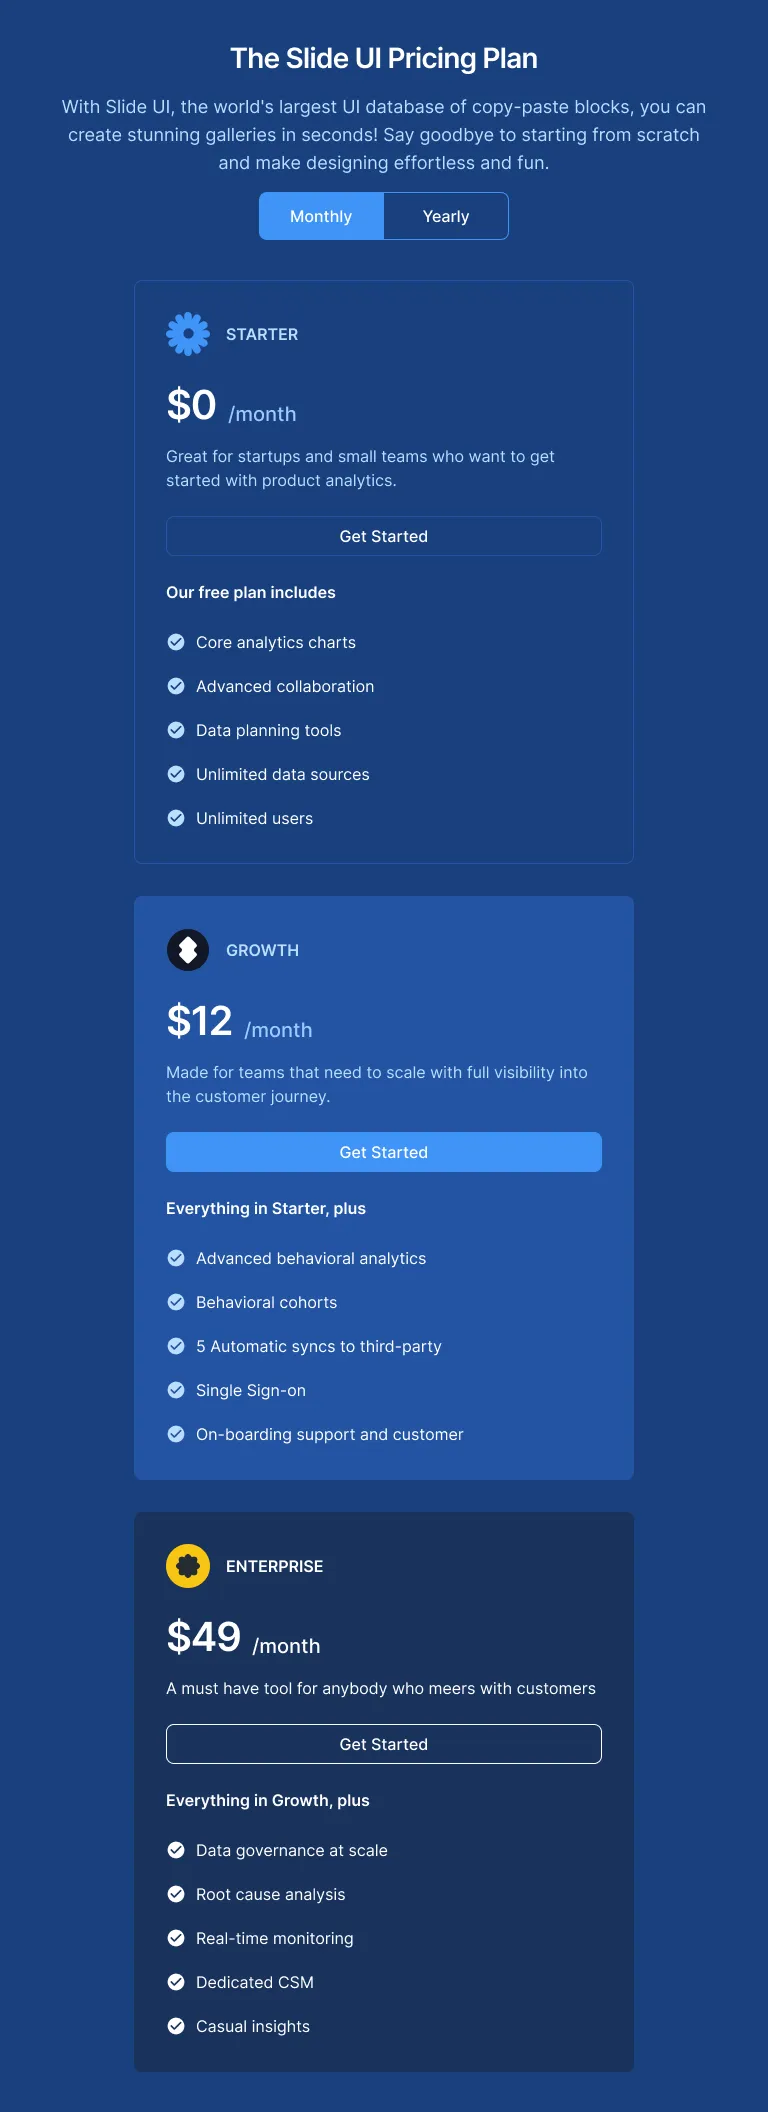 The Slide UI Pricing Plan
With Slide UI, the world's largest UI database of copy-paste blocks, you can
create stunning galleries in seconds! Say goodbye to starting from scratch
and make designing effortless and fun.
Monthly Yearly
STARTER
$0 /month
Great for startups and small teams who want to get
started with product analytics.
Get Started
Our free plan includes
Core analytics charts
Advanced collaboration
Data planning tools
Unlimited data sources
Unlimited users
GROWTH
$12 /month
Made for teams that need to scale with full visibility into
the customer journey.
Get Started
Everything in Starter, plus
Advanced behavioral analytics
Behavioral cohorts
5 Automatic syncs to third-party
Single Sign-on
On-boarding support and customer
ENTERPRISE
$49 /month
A must have tool for anybody who meers with customers
Get Started
Everything in Growth, plus
Data governance at scale
Root cause analysis
Real-time monitoring
Dedicated CSM
Casual insights